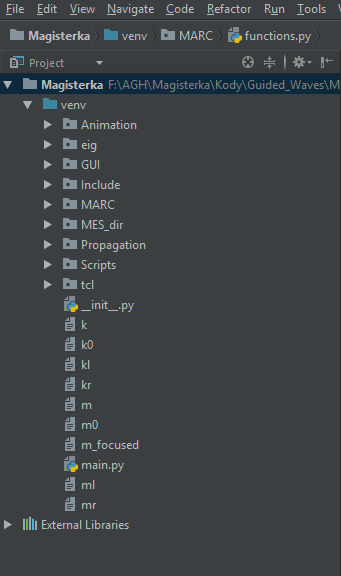 File Edit View Navigate Code Refactor Run Tools
Magisterka venv MARC functions.py
Project
Magisterka F:\AGH\Magisterka\Kody\Guided_Waves\M
venv
Animation
eig
GUI
Include
MARC
MES_dir
Propagation
Scripts
tcl
__init__.py
k
k0
kl
kr
m
m0
m_focused
main.py
ml
mr
External Libraries